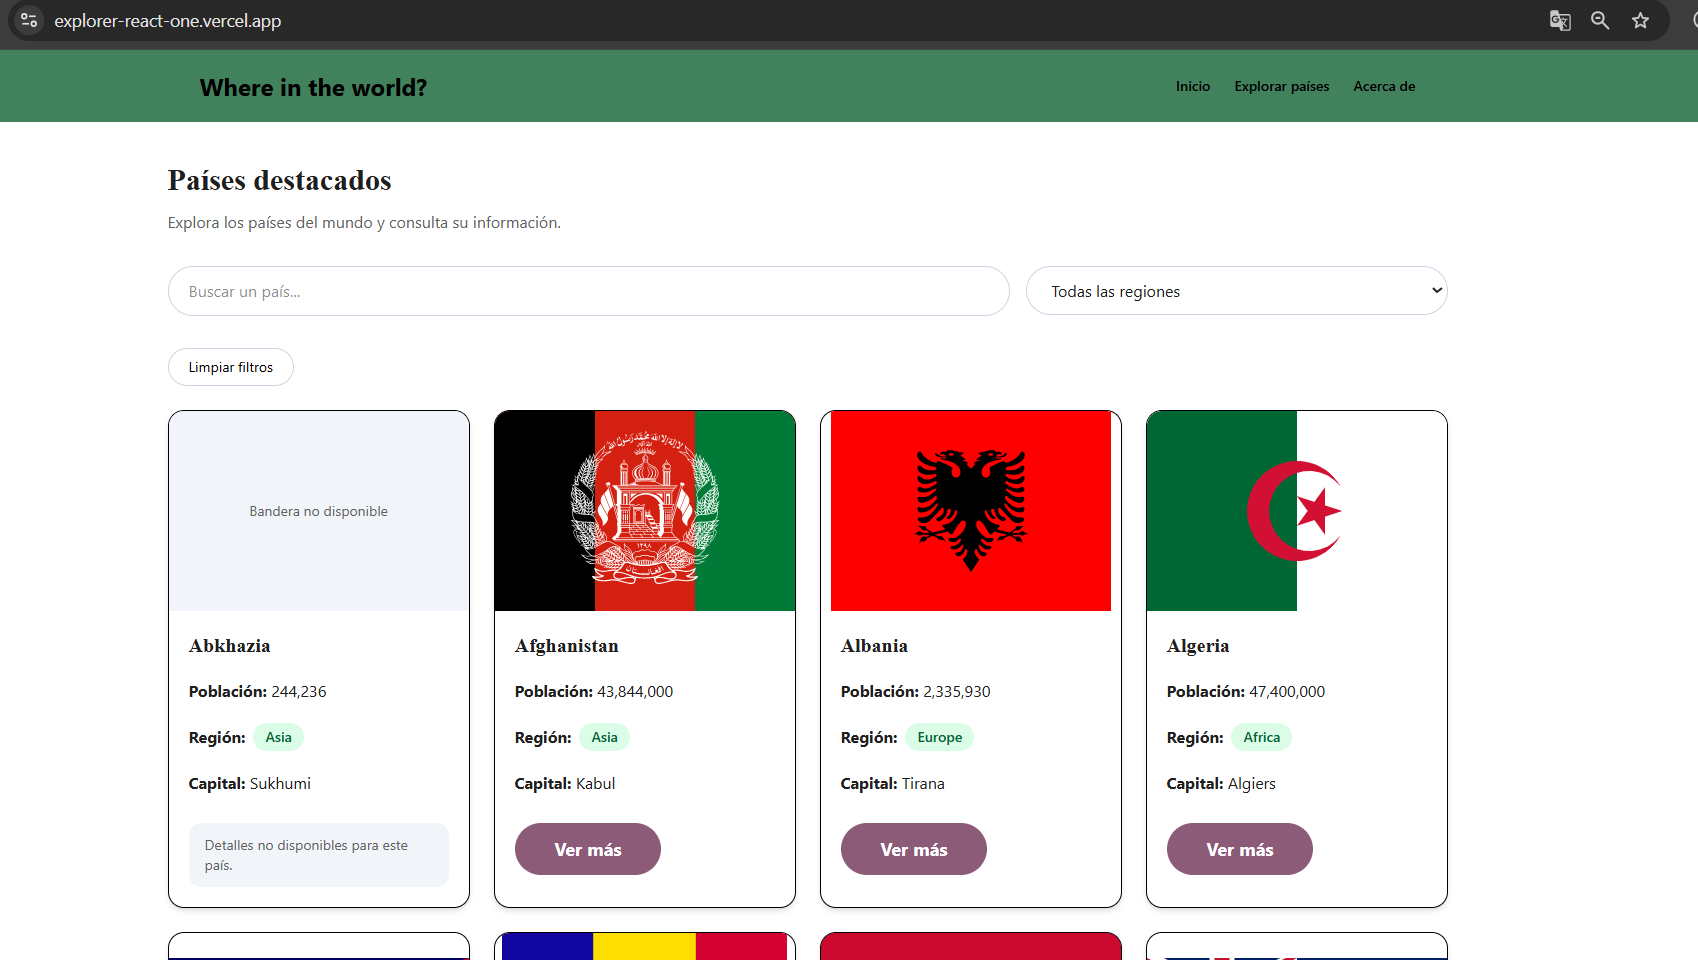 explorer-react-one.vercel.app
Where in the world?
Inicio Explorar países Acerca de
Países destacados
Explora los países del mundo y consulta su información.
Buscar un país...
Todas las regiones
Limpiar filtros
Bandera no disponible
Abkhazia
Población: 244,236
Región: Asia
Capital: Sukhumi
Detalles no disponibles para este
país.
Afghanistan
Población: 43,844,000
Región: Asia
Capital: Kabul
Ver más
Albania
Población: 2,335,930
Región: Europe
Capital: Tirana
Ver más
Algeria
Población: 47,400,000
Región: Africa
Capital: Algiers
Ver más